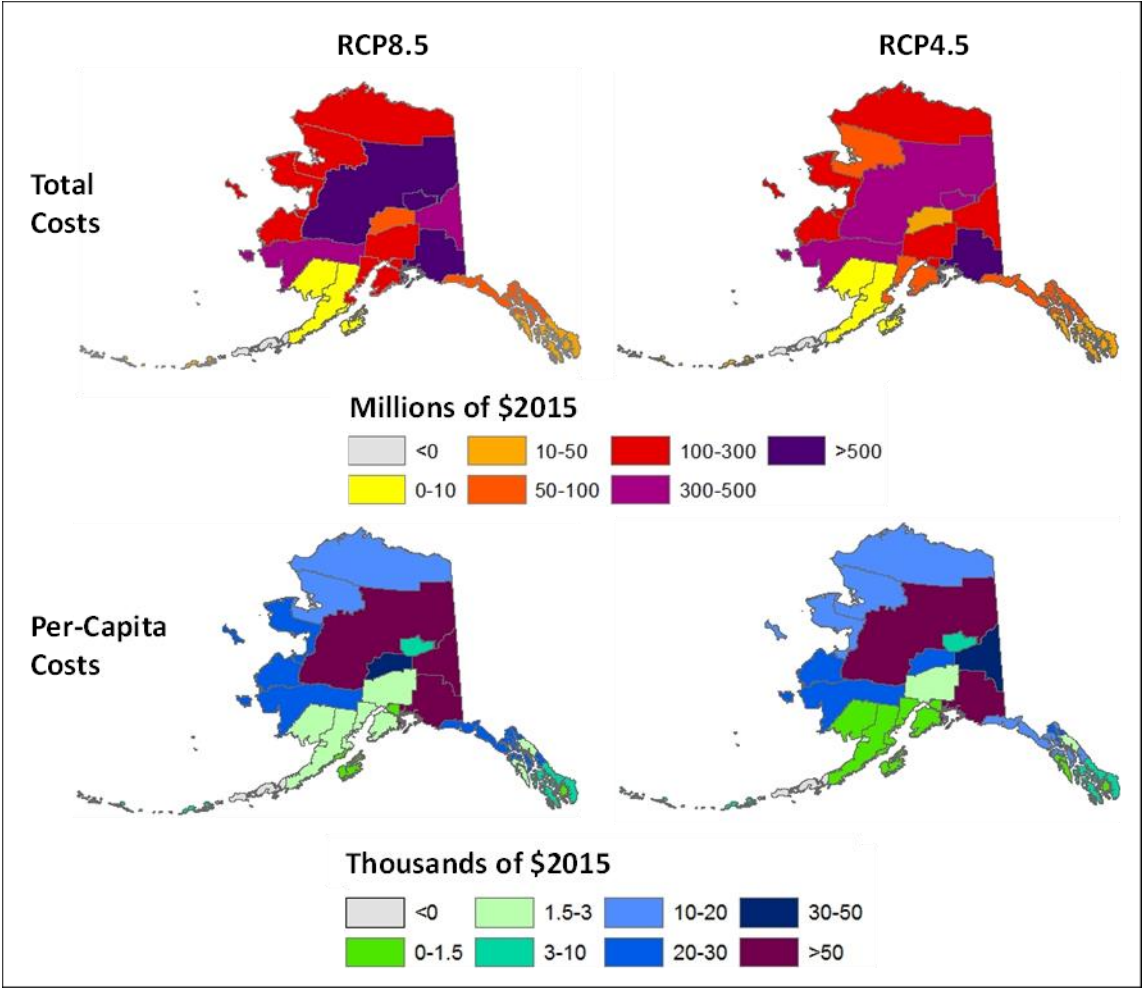 RCP8.5
RCP4.5
Total
Costs
Millions of $2015
<0
10-50
100-300
>500
0-10
50-100
300-500
Per-Capita
Costs
Thousands of $2015
<0
1.5-3
10-20
30-50
0-1.5
3-10
20-30
>50